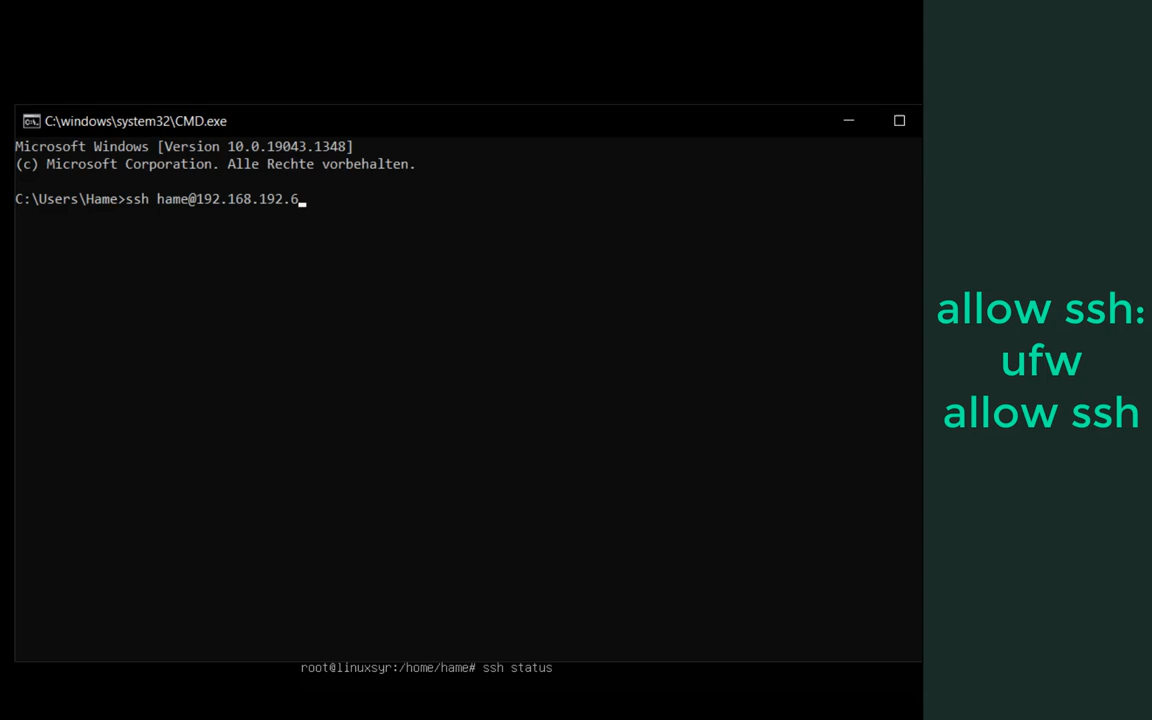 C:\windows\system32\CMD.exe
Microsoft Windows [Version 10.0.19043.1348]
(c) Microsoft Corporation. Alle Rechte vorbehalten.
C:\Users\Hame>ssh hame@192.168.192.6
allow ssh:
ufw
allow ssh
root@linuxsyr:/home/hame# ssh status